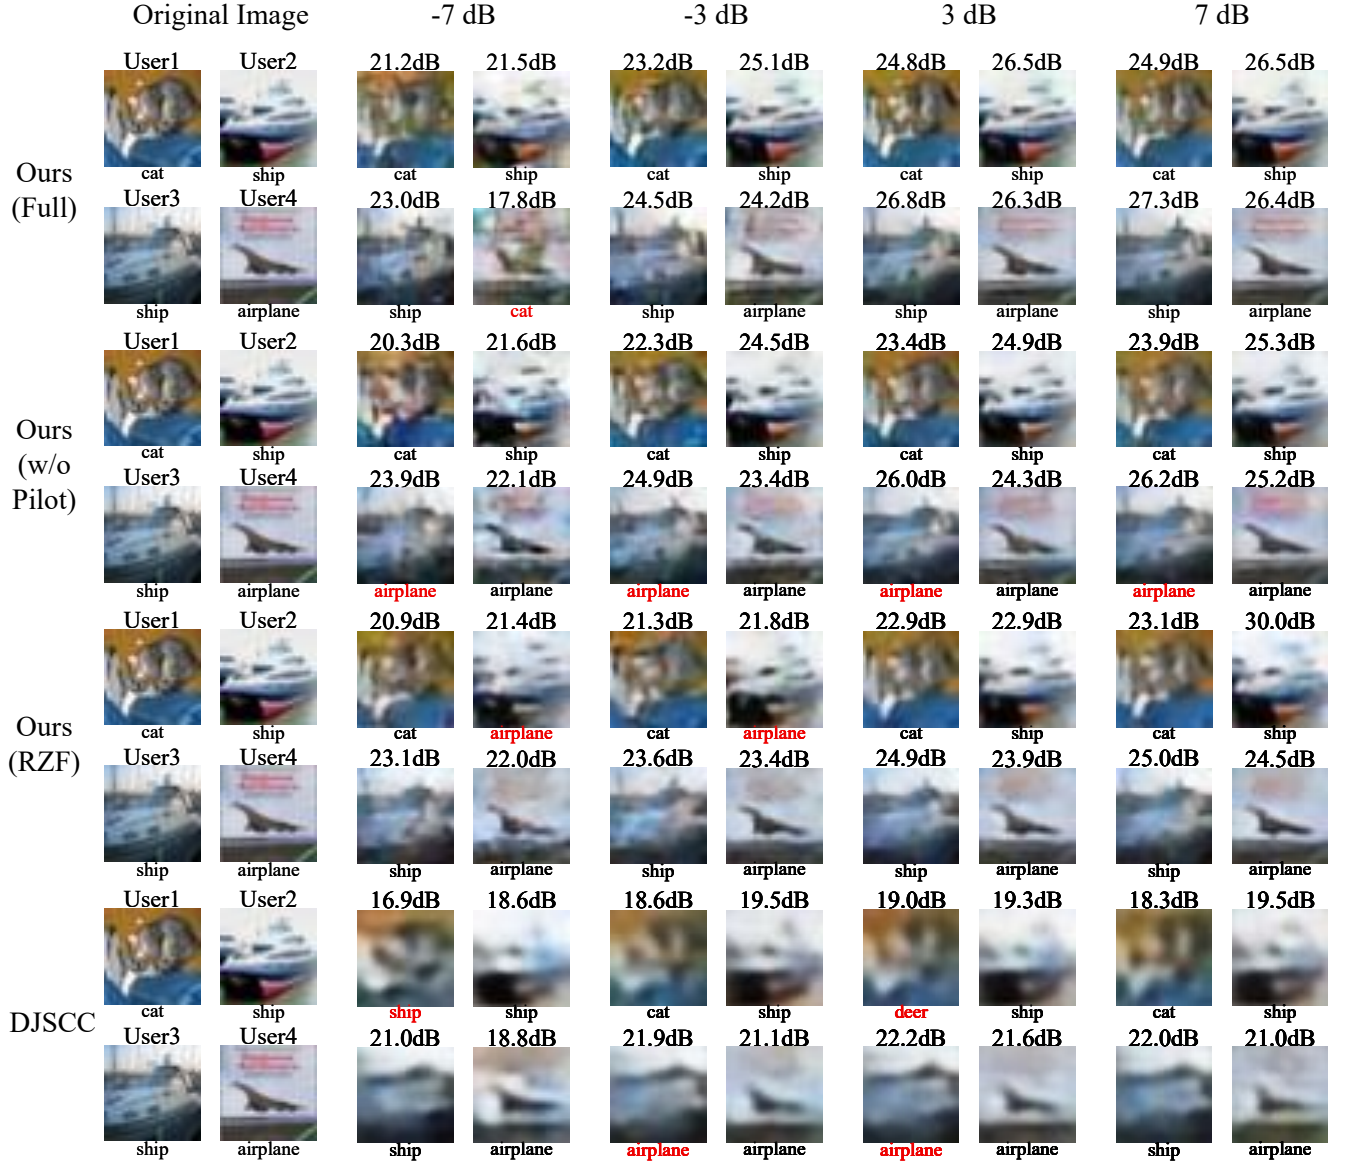 Original Image -7 dB -3 dB 3 dB 7 dB
User1 User2 21.2dB 21.5dB 23.2dB 25.1dB 24.8dB 26.5dB 24.9dB 26.5dB
cat ship cat ship cat ship cat ship cat ship
Ours
(Full)
User3 User4 23.0dB 17.8dB 24.5dB 24.2dB 26.8dB 26.3dB 27.3dB 26.4dB
ship airplane ship cat ship airplane ship airplane ship airplane
User1 User2 20.3dB 21.6dB 22.3dB 24.5dB 23.4dB 24.9dB 23.9dB 25.3dB
cat ship cat ship cat ship cat ship cat ship
Ours
(w/o
Pilot)
User3 User4 23.9dB 22.1dB 24.9dB 23.4dB 26.0dB 24.3dB 26.2dB 25.2dB
ship airplane airplane airplane airplane airplane airplane airplane airplane airplane
User1 User2 20.9dB 21.4dB 21.3dB 21.8dB 22.9dB 22.9dB 23.1dB 30.0dB
cat ship cat airplane cat airplane cat ship cat ship
Ours
(RZF)
User3 User4 23.1dB 22.0dB 23.6dB 23.4dB 24.9dB 23.9dB 25.0dB 24.5dB
ship airplane ship airplane ship airplane ship airplane ship airplane
User1 User2 16.9dB 18.6dB 18.6dB 19.5dB 19.0dB 19.3dB 18.3dB 19.5dB
cat ship ship ship cat ship deer ship cat ship
DJSCC
User3 User4 21.0dB 18.8dB 21.9dB 21.1dB 22.2dB 21.6dB 22.0dB 21.0dB
ship airplane ship airplane airplane airplane airplane airplane ship airplane